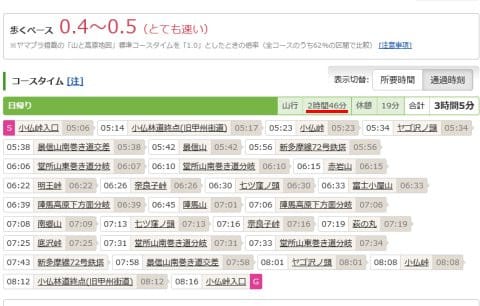 歩くペース 0.4～0.5（とても速い）
※ヤマプラ掲載の「山と高原地図」標準コースタイムを「1.0」としたときの倍率（全コースのうち62%の区間で比較） [注意事項]
コースタイム [注]
表示切替: 所要時間 通過時刻
日帰り 山行 2時間46分 休憩 19分 合計 3時間5分
S 小仏峠入口 05:06 05:14 小仏林道終点(旧甲州街道) 05:17 05:23 小仏峠 05:23 05:34 ヤゴ沢ノ頭 05:34
05:38 最信山南巻き道交差 05:38 05:42 最信山 05:42 05:56 新多摩線72号鉄塔 05:56
06:06 堂所山東巻き道分岐 06:07 06:10 堂所山南巻き道分岐 06:10 06:15 赤岩山 06:15
06:22 明王峠 06:22 06:26 奈良子峠 06:26 06:30 七ツ窪ノ頭 06:30 06:33 富士小屋山 06:33
06:39 陣馬高原下方面分岐 06:39 06:45 陣馬山 07:01 07:06 陣馬高原下方面分岐 07:06
07:08 南郷山 07:09 07:13 七ツ窪ノ頭 07:13 07:16 奈良子峠 07:16 07:19 萩の丸 07:19
07:25 底沢峠 07:25 07:31 堂所山南巻き道分岐 07:31 07:33 堂所山東巻き道分岐 07:34
07:43 新多摩線72号鉄塔 07:43 07:58 最信山南巻き道交差 07:58 08:01 ヤゴ沢ノ頭 08:01 08:08 小仏峠 08:08
08:12 小仏林道終点(旧甲州街道) 08:12 08:16 小仏峠入口 G